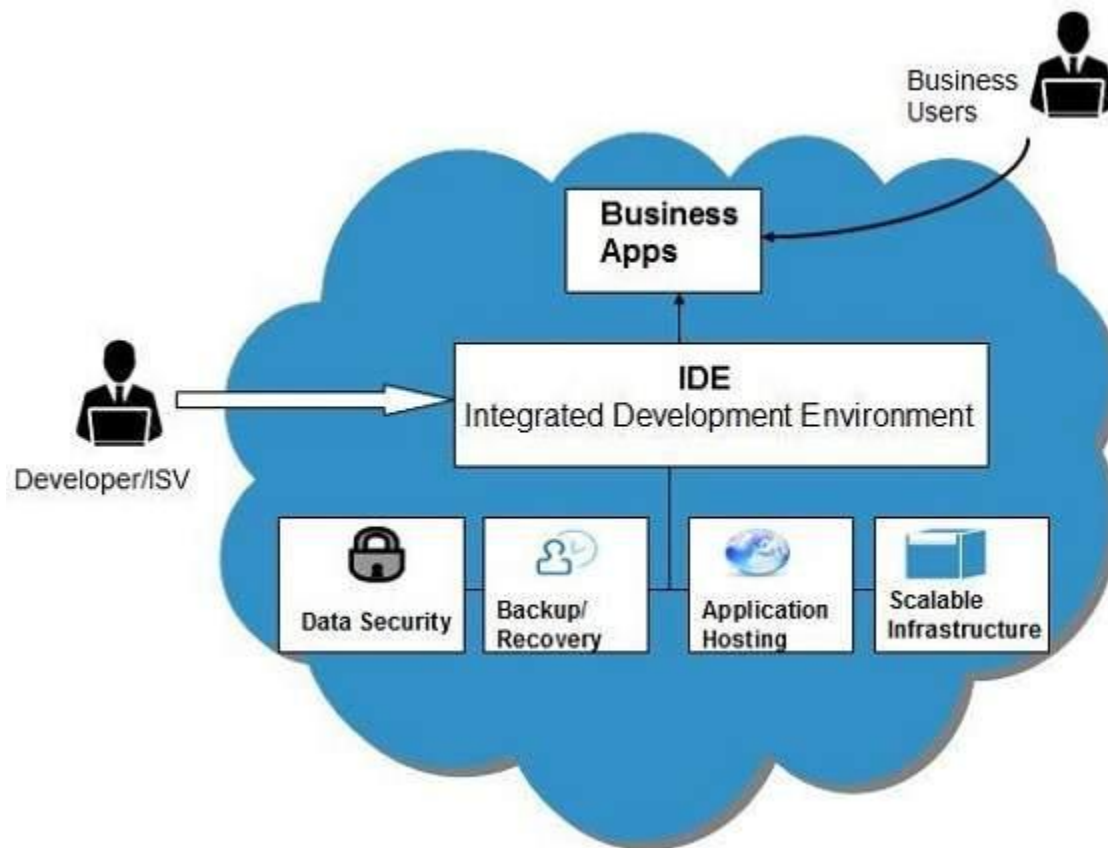 Business
Users
Business
Apps
IDE
Integrated Development Environment
Developer/ISV
Data Security
Backup/
Recovery
Application
Hosting
Scalable
Infrastructure